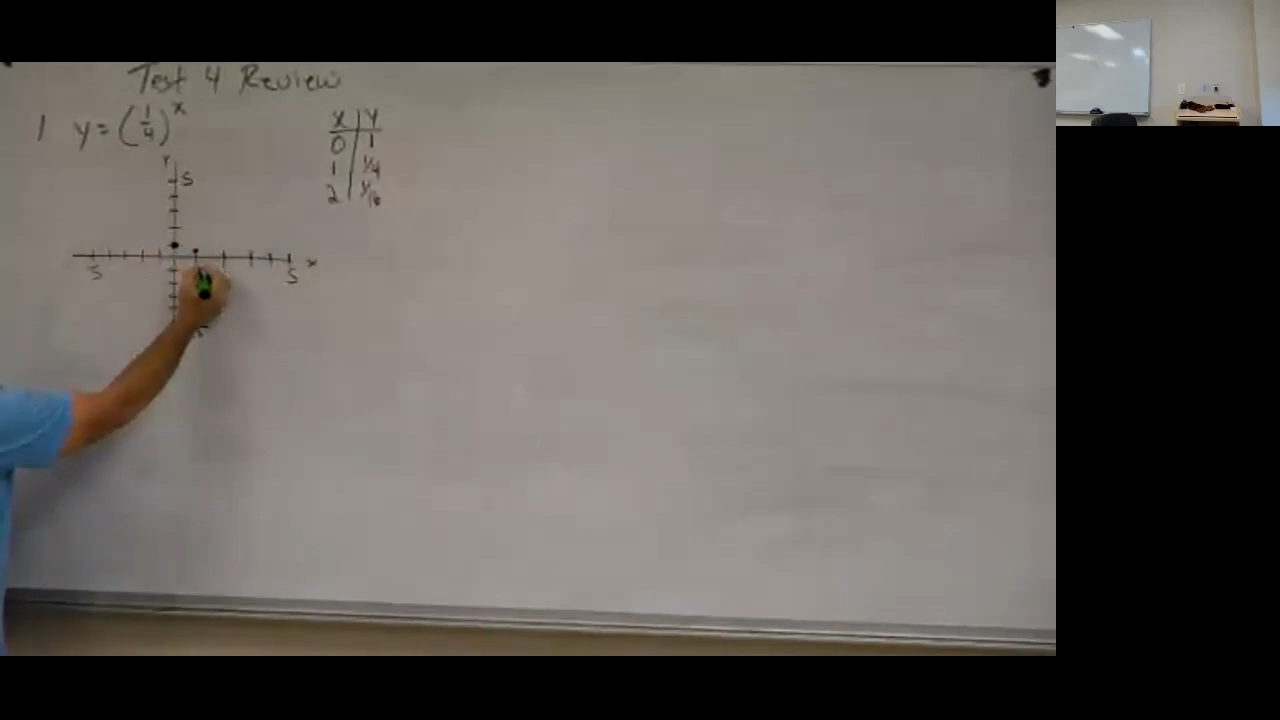 Test 4 Review
1 y = (1/4)^x
x | y
0 | 1
1 | 1/4
2 | 1/16
Y
5
5
5
x